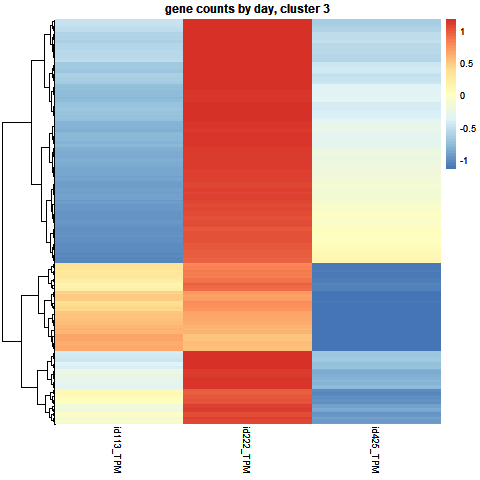 gene counts by day, cluster 3
1
0.5
0
-0.5
-1
id113_TPM
id222_TPM
id425_TPM